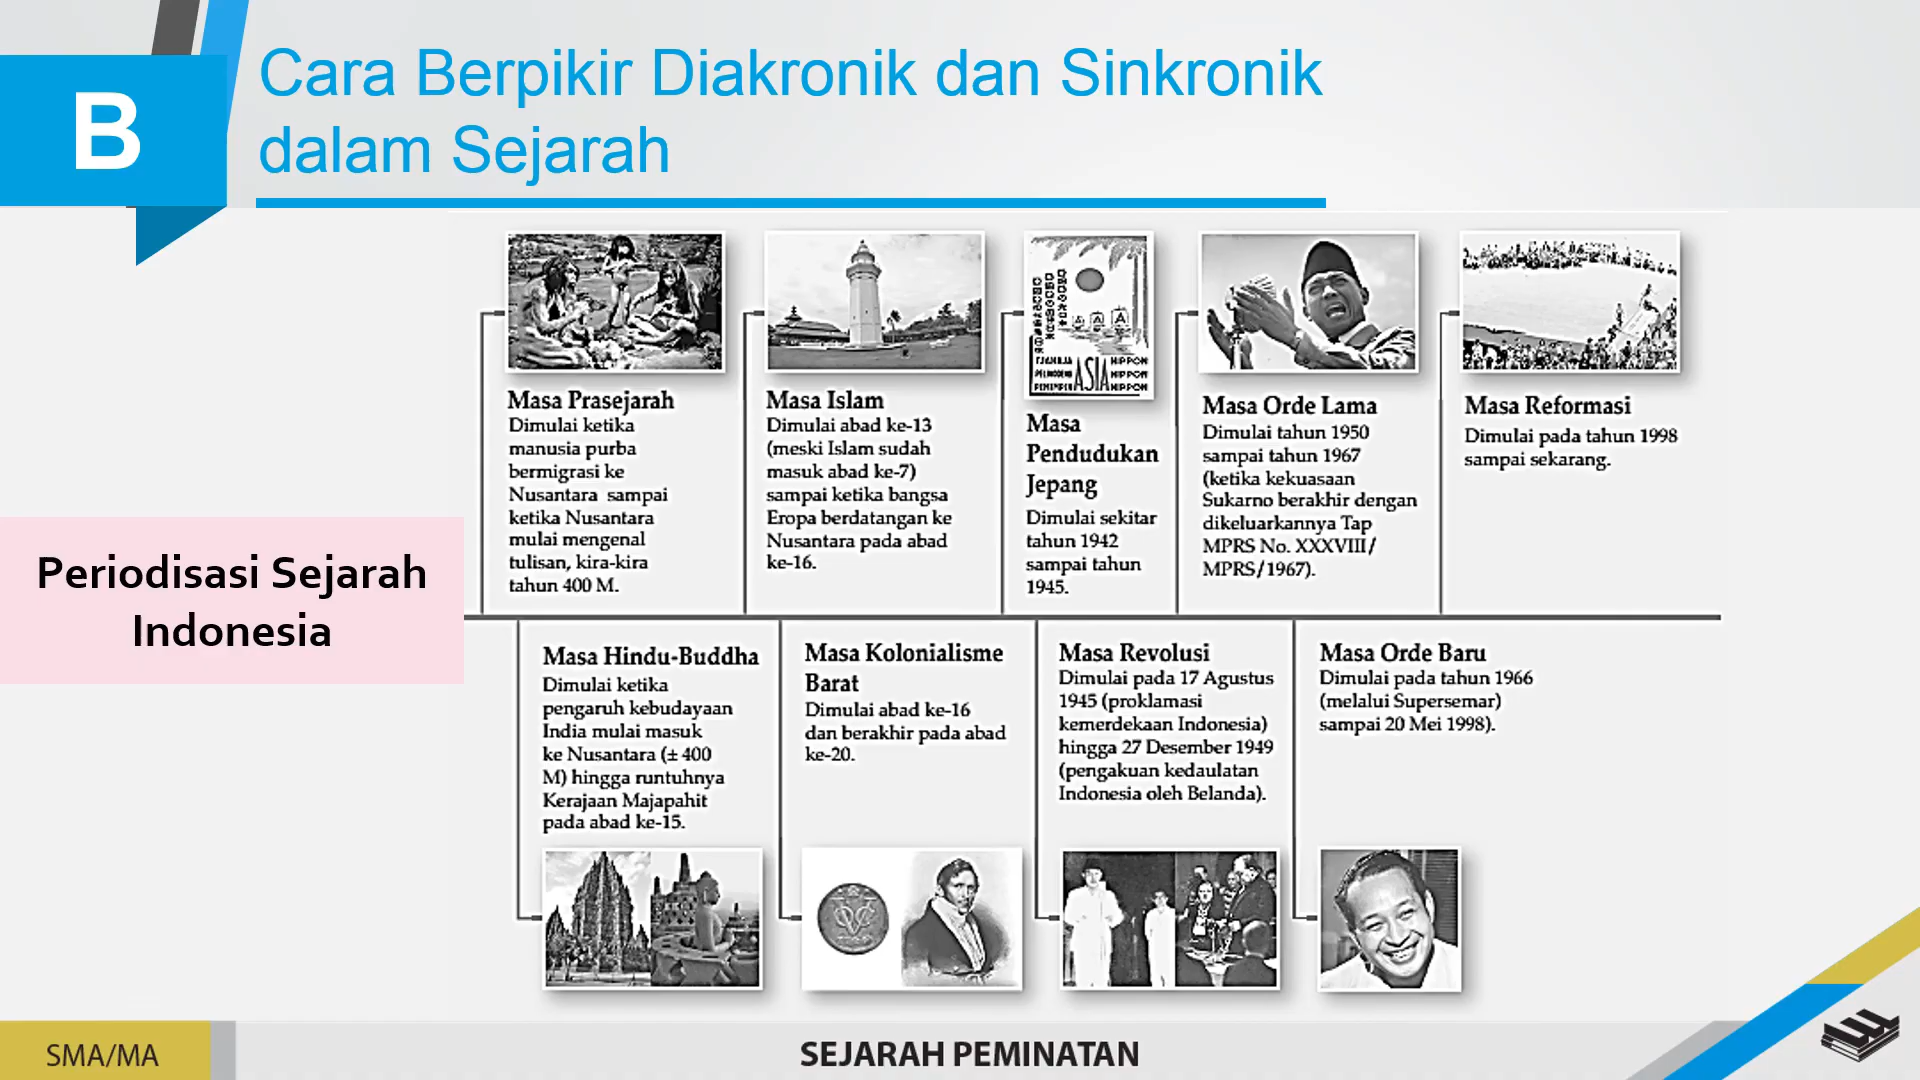 B
Cara Berpikir Diakronik dan Sinkronik
dalam Sejarah
Periodisasi Sejarah
Indonesia
Masa Prasejarah
Dimulai ketika
manusia purba
bermigrasi ke
Nusantara sampai
ketika Nusantara
mulai mengenal
tulisan, kira-kira
tahun 400 M.
Masa Islam
Dimulai abad ke-13
(meski Islam sudah
masuk abad ke-7)
sampai ketika bangsa
Eropa berdatangan ke
Nusantara pada abad
ke-16.
ASIA
NIPPON
NIPPON
NIPPON
Masa
Pendudukan
Jepang
Dimulai sekitar
tahun 1942
sampai tahun
1945.
Masa Orde Lama
Dimulai tahun 1950
sampai tahun 1967
(ketika kekuasaan
Sukarno berakhir dengan
dikeluarkannya Tap
MPRS No. XXXVIII/
MPRS/1967).
Masa Reformasi
Dimulai pada tahun 1998
sampai sekarang.
Masa Hindu-Buddha
Dimulai ketika
pengaruh kebudayaan
India mulai masuk
ke Nusantara (± 400
M) hingga runtuhnya
Kerajaan Majapahit
pada abad ke-15.
Masa Kolonialisme
Barat
Dimulai abad ke-16
dan berakhir pada abad
ke-20.
Masa Revolusi
Dimulai pada 17 Agustus
1945 (proklamasi
kemerdekaan Indonesia)
hingga 27 Desember 1949
(pengakuan kedaulatan
Indonesia oleh Belanda).
Masa Orde Baru
Dimulai pada tahun 1966
(melalui Supersemar)
sampai 20 Mei 1998).
SMA/MA
SEJARAH PEMINATAN